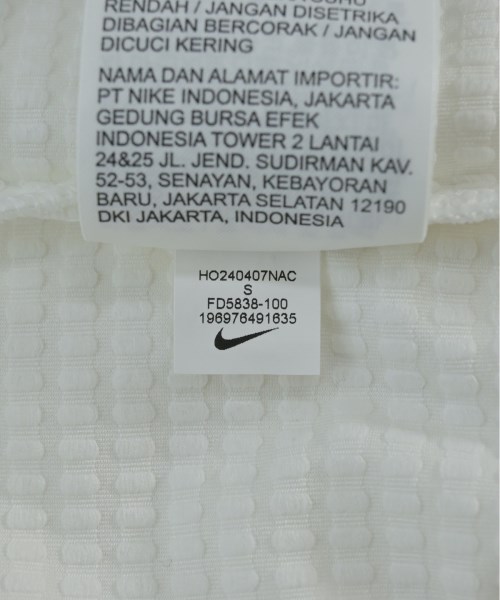 RENDAH / JANGAN DISETRIKA
DIBAGIAN BERCORAK / JANGAN
DICUCI KERING
NAMA DAN ALAMAT IMPORTIR:
PT NIKE INDONESIA, JAKARTA
GEDUNG BURSA EFEK
INDONESIA TOWER 2 LANTAI
24&25 JL. JEND. SUDIRMAN KAV.
52-53, SENAYAN, KEBAYORAN
BARU, JAKARTA SELATAN 12190
DKI JAKARTA, INDONESIA
HO240407NAC
S
FD5838-100
196976491635